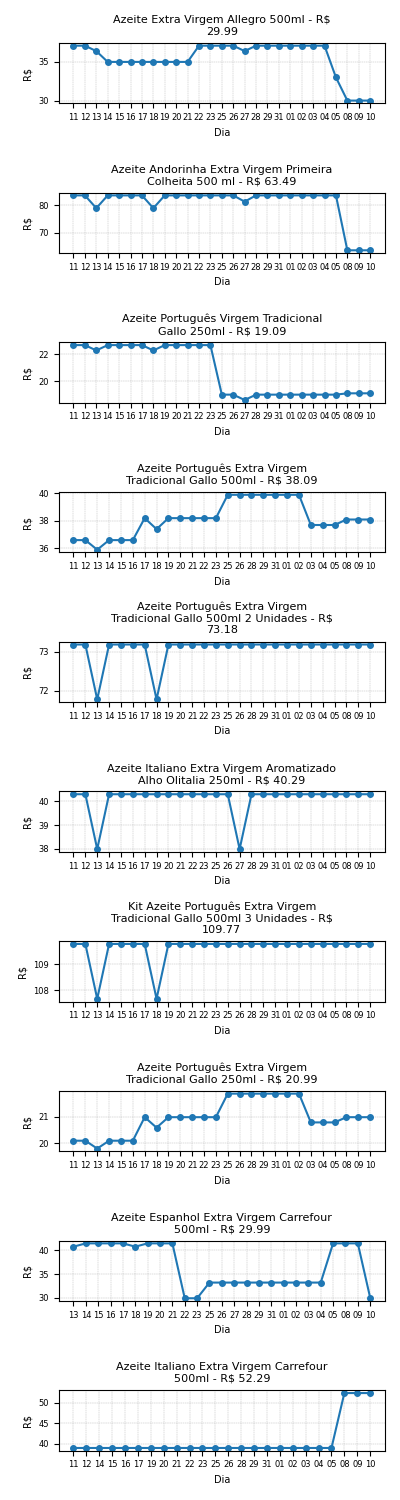 Azeite Extra Virgem Allegro 500ml - R$
29.99
35
30
R$
11 12 13 14 15 16 17 18 19 20 21 22 23 25 26 27 28 29 31 01 02 03 04 05 08 09 10
Dia
Azeite Andorinha Extra Virgem Primeira
Colheita 500 ml - R$ 63.49
80
70
R$
11 12 13 14 15 16 17 18 19 20 21 22 23 25 26 27 28 29 31 01 02 03 04 05 08 09 10
Dia
Azeite Português Virgem Tradicional
Gallo 250ml - R$ 19.09
22
20
R$
11 12 13 14 15 16 17 18 19 20 21 22 23 25 26 27 28 29 31 01 02 03 04 05 08 09 10
Dia
Azeite Português Extra Virgem
Tradicional Gallo 500ml - R$ 38.09
40
38
36
R$
11 12 13 14 15 16 17 18 19 20 21 22 23 25 26 27 28 29 31 01 02 03 04 05 08 09 10
Dia
Azeite Português Extra Virgem
Tradicional Gallo 500ml 2 Unidades - R$
73.18
73
72
R$
11 12 13 14 15 16 17 18 19 20 21 22 23 25 26 27 28 29 31 01 02 03 04 05 08 09 10
Dia
Azeite Italiano Extra Virgem Aromatizado
Alho Olitalia 250ml - R$ 40.29
40
39
38
R$
11 12 13 14 15 16 17 18 19 20 21 22 23 25 26 27 28 29 31 01 02 03 04 05 08 09 10
Dia
Kit Azeite Português Extra Virgem
Tradicional Gallo 500ml 3 Unidades - R$
109.77
109
108
R$
11 12 13 14 15 16 17 18 19 20 21 22 23 25 26 27 28 29 31 01 02 03 04 05 08 09 10
Dia
Azeite Português Extra Virgem
Tradicional Gallo 250ml - R$ 20.99
21
20
R$
11 12 13 14 15 16 17 18 19 20 21 22 23 25 26 27 28 29 31 01 02 03 04 05 08 09 10
Dia
Azeite Espanhol Extra Virgem Carrefour
500ml - R$ 29.99
40
35
30
R$
13 14 15 16 17 18 19 20 21 22 23 25 26 27 28 29 31 01 02 03 04 05 08 09 10
Dia
Azeite Italiano Extra Virgem Carrefour
500ml - R$ 52.29
50
45
40
R$
11 12 14 15 16 17 18 19 20 21 22 23 25 26 28 29 31 01 02 03 04 05 08 09 10
Dia